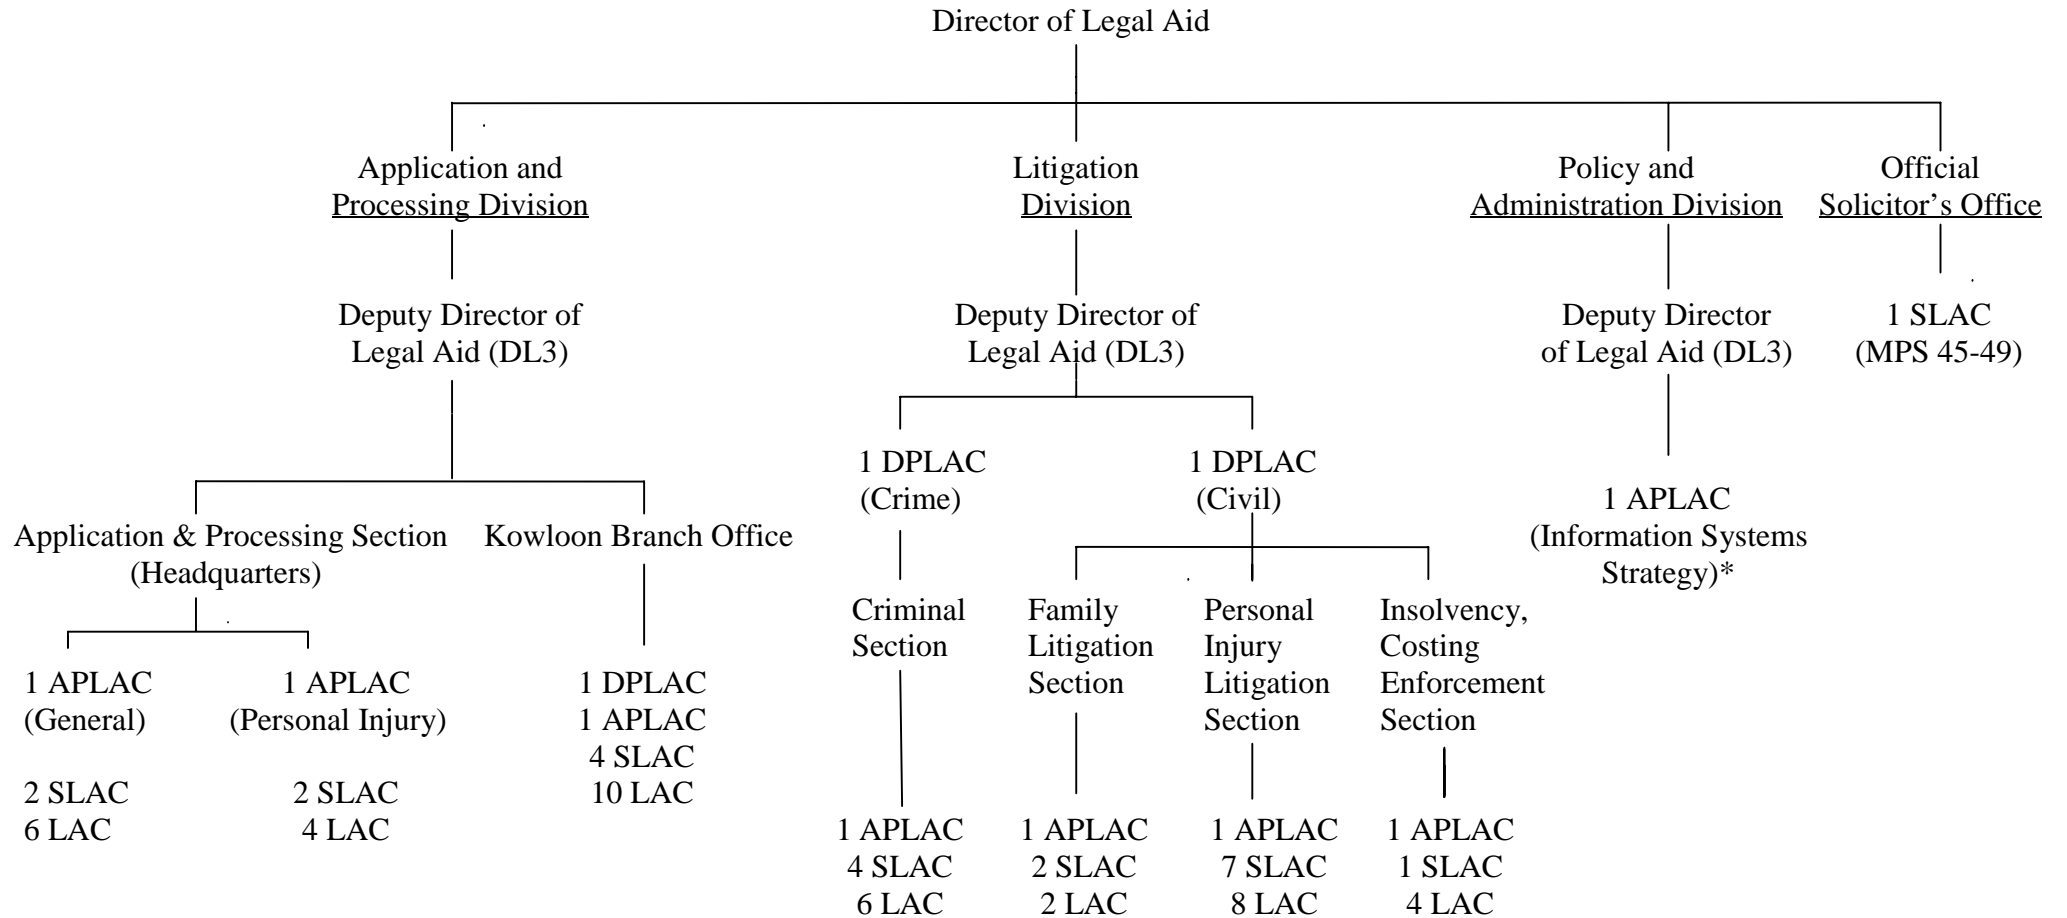 Director of Legal Aid
Application and
Processing Division
Litigation
Division
Policy and
Administration Division
Official
Solicitor’s Office
Deputy Director of
Legal Aid (DL3)
Deputy Director of
Legal Aid (DL3)
Deputy Director
of Legal Aid (DL3)
1 SLAC
(MPS 45-49)
1 DPLAC
(Crime)
1 DPLAC
(Civil)
1 APLAC
(Information Systems
Strategy)*
Application & Processing Section
(Headquarters)
Kowloon Branch Office
Criminal
Section
Family
Litigation
Section
Personal
Injury
Litigation
Section
Insolvency,
Costing
Enforcement
Section
1 APLAC
(General)
2 SLAC
6 LAC
1 APLAC
(Personal Injury)
2 SLAC
4 LAC
1 DPLAC
1 APLAC
4 SLAC
10 LAC
1 APLAC
4 SLAC
6 LAC
1 APLAC
2 SLAC
2 LAC
1 APLAC
7 SLAC
8 LAC
1 APLAC
1 SLAC
4 LAC